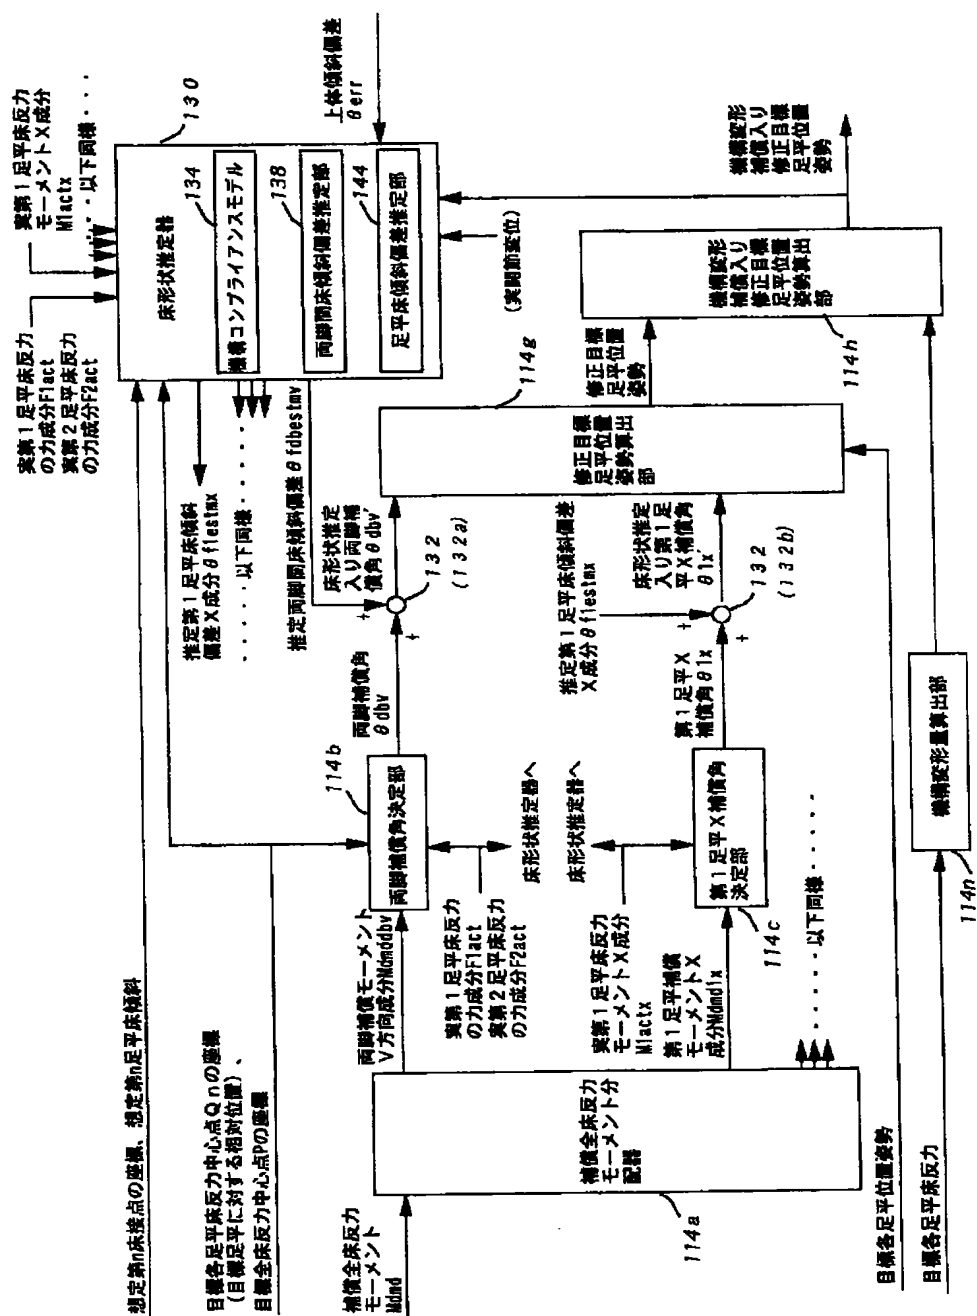 想定第n床接点の座標、想定第n足平床傾斜
目標各足平床反力中心点Qnの座標
(目標足平に対する相対位置)、
目標全床反力中心点Pの座標
補償全床反力
モーメント
Mdmd
補償全床反力
モーメント分
配器
114a
両脚補償モーメント
V方向成分Mdmddbv
両脚補償角決定部
114b
実第1足平床反力
の力成分F1act
実第2足平床反力
の力成分F2act
床形状推定器へ
床形状推定器へ
実第1足平床反力
モーメントX成分
M1actx
第1足平補償
モーメントX
成分Mdmd1x
第1足平X補償角
決定部
114c
・・・・・以下同様・・・・・
両脚補償角
θdbv
第1足平X
補償角θ1x
実第1足平床反力
の力成分F1act
実第2足平床反力
の力成分F2act
実第1足平床反力
モーメントX成分
M1actx
・・・以下同様・・・
床形状推定器
130
機構コンプライアンスモデル
134
両脚間床傾斜偏差推定部
138
足平床傾斜偏差推定部
144
上体傾斜偏差
θerr
(実関節変位)
推定第1足平床傾斜
偏差X成分θf1estmx
・・・・・以下同様・・・・・
推定両脚間床傾斜偏差θfdbestmv
床形状推定
入り両脚補
償角θdbv'
+
+
132
(132a)
推定第1足平床傾斜偏差
X成分θf1estmx
床形状推定
入り第1足
平X補償角
θ1x'
+
+
132
(132b)
修正目標
足平位置
姿勢算出
部
114g
修正目標
足平位置
姿勢
機構変形
補償入り
修正目標
足平位置
姿勢算出
部
114h
機構変形
補償入り
修正目標
足平位置
姿勢
目標各足平位置姿勢
目標各足平床反力
機構変形量算出部
114n